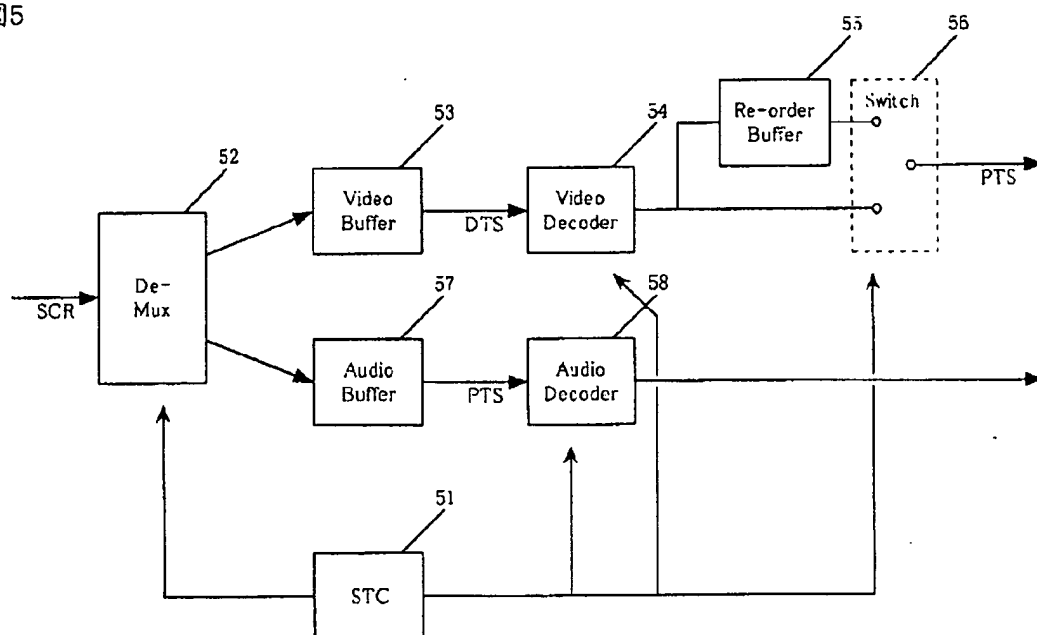 図5
55
56
53
54
Re-order
Buffer
Switch
52
Video
Buffer
DTS
Video
Decoder
PTS
De-
Mux
SCR
57
58
Audio
Buffer
PTS
Audio
Decoder
51
STC